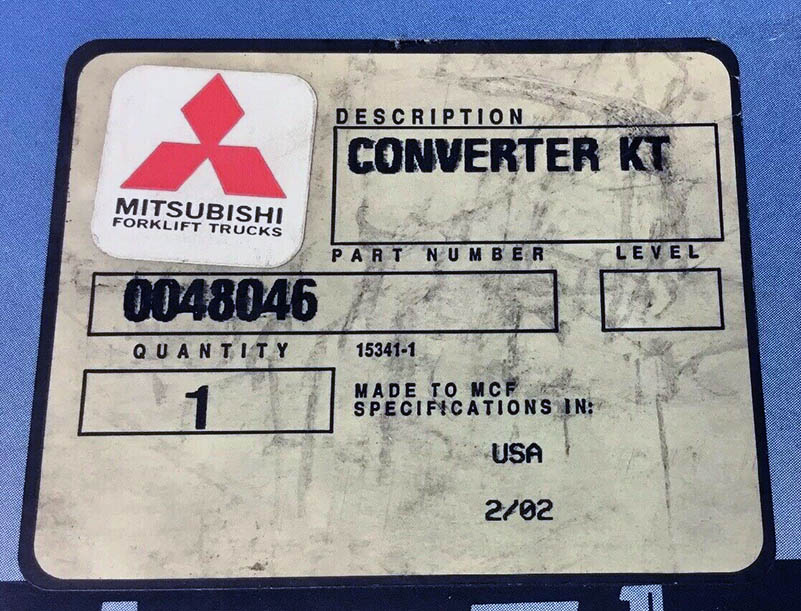 MITSUBISHI
FORKLIFT TRUCKS
DESCRIPTION
CONVERTER KT
PART NUMBER
LEVEL
0048046
QUANTITY
15341-1
1
MADE TO MCF
SPECIFICATIONS IN:
USA
2/02